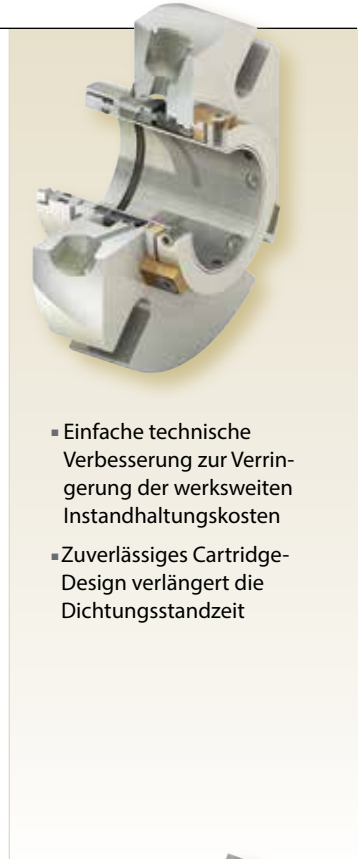 ▪ Einfache technische
Verbesserung zur Verrin-
gerung der werksweiten
Instandhaltungskosten
▪ Zuverlässiges Cartridge-
Design verlängert die
Dichtungsstandzeit